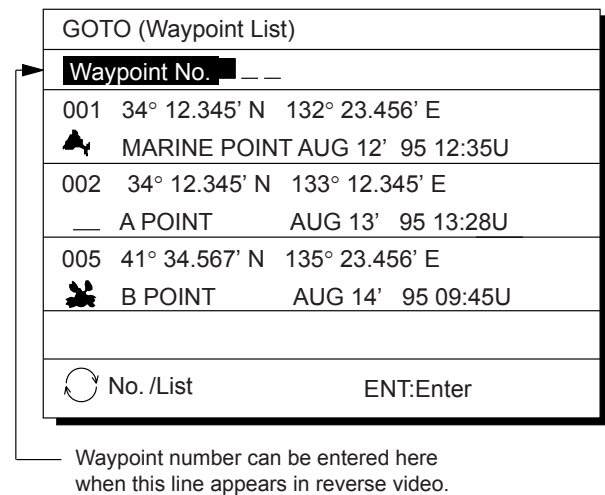 GOTO (Waypoint List)
Waypoint No. _ _
001 34° 12.345' N 132° 23.456' E
MARINE POINT AUG 12' 95 12:35U
002 34° 12.345' N 133° 12.345' E
__ A POINT AUG 13' 95 13:28U
005 41° 34.567' N 135° 23.456' E
B POINT AUG 14' 95 09:45U
No. /List ENT:Enter
Waypoint number can be entered here
when this line appears in reverse video.